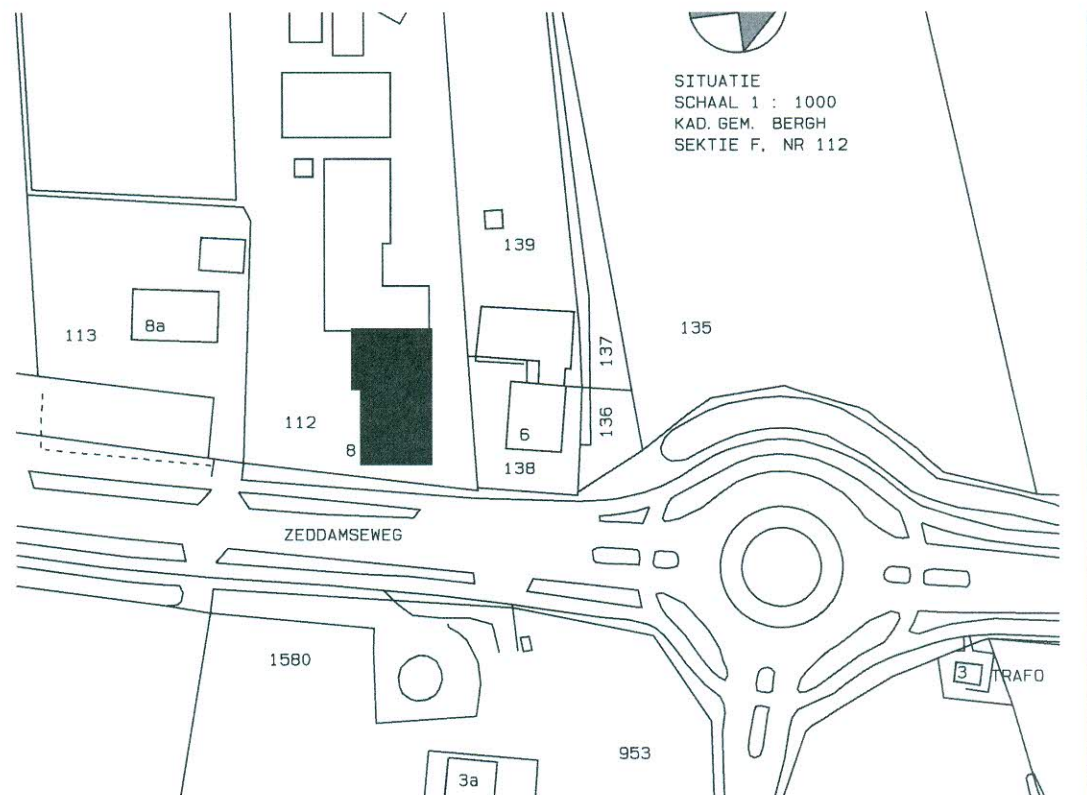 SITUATIE
SCHAAL 1 : 1000
KAD. GEM. BERGH
SEKTIE F, NR 112
139
113
8a
137
135
112
8
136
6
138
ZEDDAMSEWEG
1580
3
TRAFO
953
3a